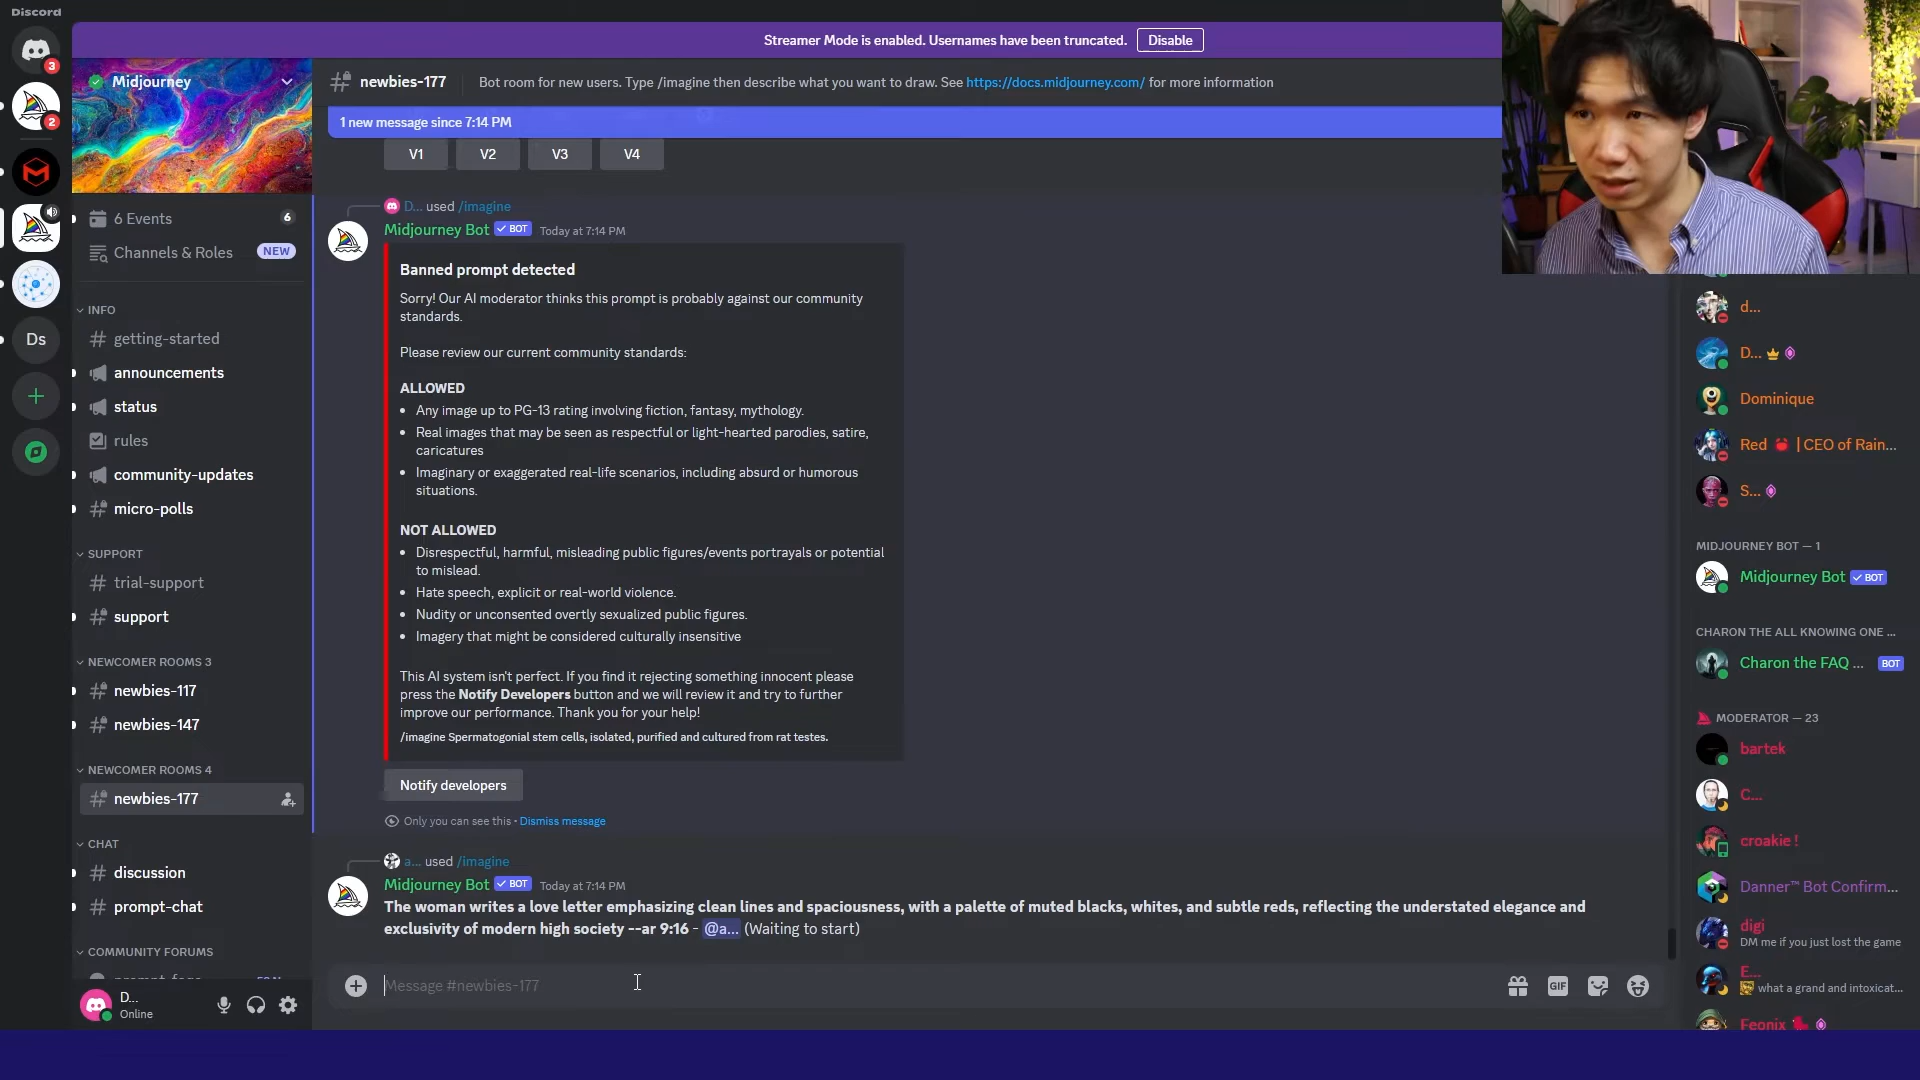 Discord
Streamer Mode is enabled. Usernames have been truncated.
Disable
3
2
Ds
Midjourney
6 Events
6
Channels & Roles
NEW
INFO
getting-started
announcements
status
rules
community-updates
micro-polls
SUPPORT
trial-support
support
NEWCOMER ROOMS 3
newbies-117
newbies-147
NEWCOMER ROOMS 4
newbies-177
CHAT
discussion
prompt-chat
COMMUNITY FORUMS
D...
Online
newbies-177
Bot room for new users. Type /imagine then describe what you want to draw. See https://docs.midjourney.com/ for more information
1 new message since 7:14 PM
V1 V2 V3 V4
D... used /imagine
Midjourney Bot ✓ BOT Today at 7:14 PM
Banned prompt detected
Sorry! Our AI moderator thinks this prompt is probably against our community
standards.
Please review our current community standards:
ALLOWED
• Any image up to PG-13 rating involving fiction, fantasy, mythology.
• Real images that may be seen as respectful or light-hearted parodies, satire,
caricatures
• Imaginary or exaggerated real-life scenarios, including absurd or humorous
situations.
NOT ALLOWED
• Disrespectful, harmful, misleading public figures/events portrayals or potential
to mislead.
• Hate speech, explicit or real-world violence.
• Nudity or unconsented overtly sexualized public figures.
• Imagery that might be considered culturally insensitive
This AI system isn't perfect. If you find it rejecting something innocent please
press the Notify Developers button and we will review it and try to further
improve our performance. Thank you for your help!
/imagine Spermatogonial stem cells, isolated, purified and cultured from rat testes.
Notify developers
Only you can see this • Dismiss message
a... used /imagine
Midjourney Bot ✓ BOT Today at 7:14 PM
The woman writes a love letter emphasizing clean lines and spaciousness, with a palette of muted blacks, whites, and subtle reds, reflecting the understated elegance and
exclusivity of modern high society --ar 9:16 - @a... (Waiting to start)
Message #newbies-177
GIF
d...
D...
Dominique
Red | CEO of Rain...
S...
MIDJOURNEY BOT — 1
Midjourney Bot ✓ BOT
CHARON THE ALL KNOWING ONE ...
Charon the FAQ ... BOT
MODERATOR — 23
bartek
C...
croakie !
Danner™ Bot Confirm...
digi
DM me if you just lost the game
E...
what a grand and intoxicat...
Feonix